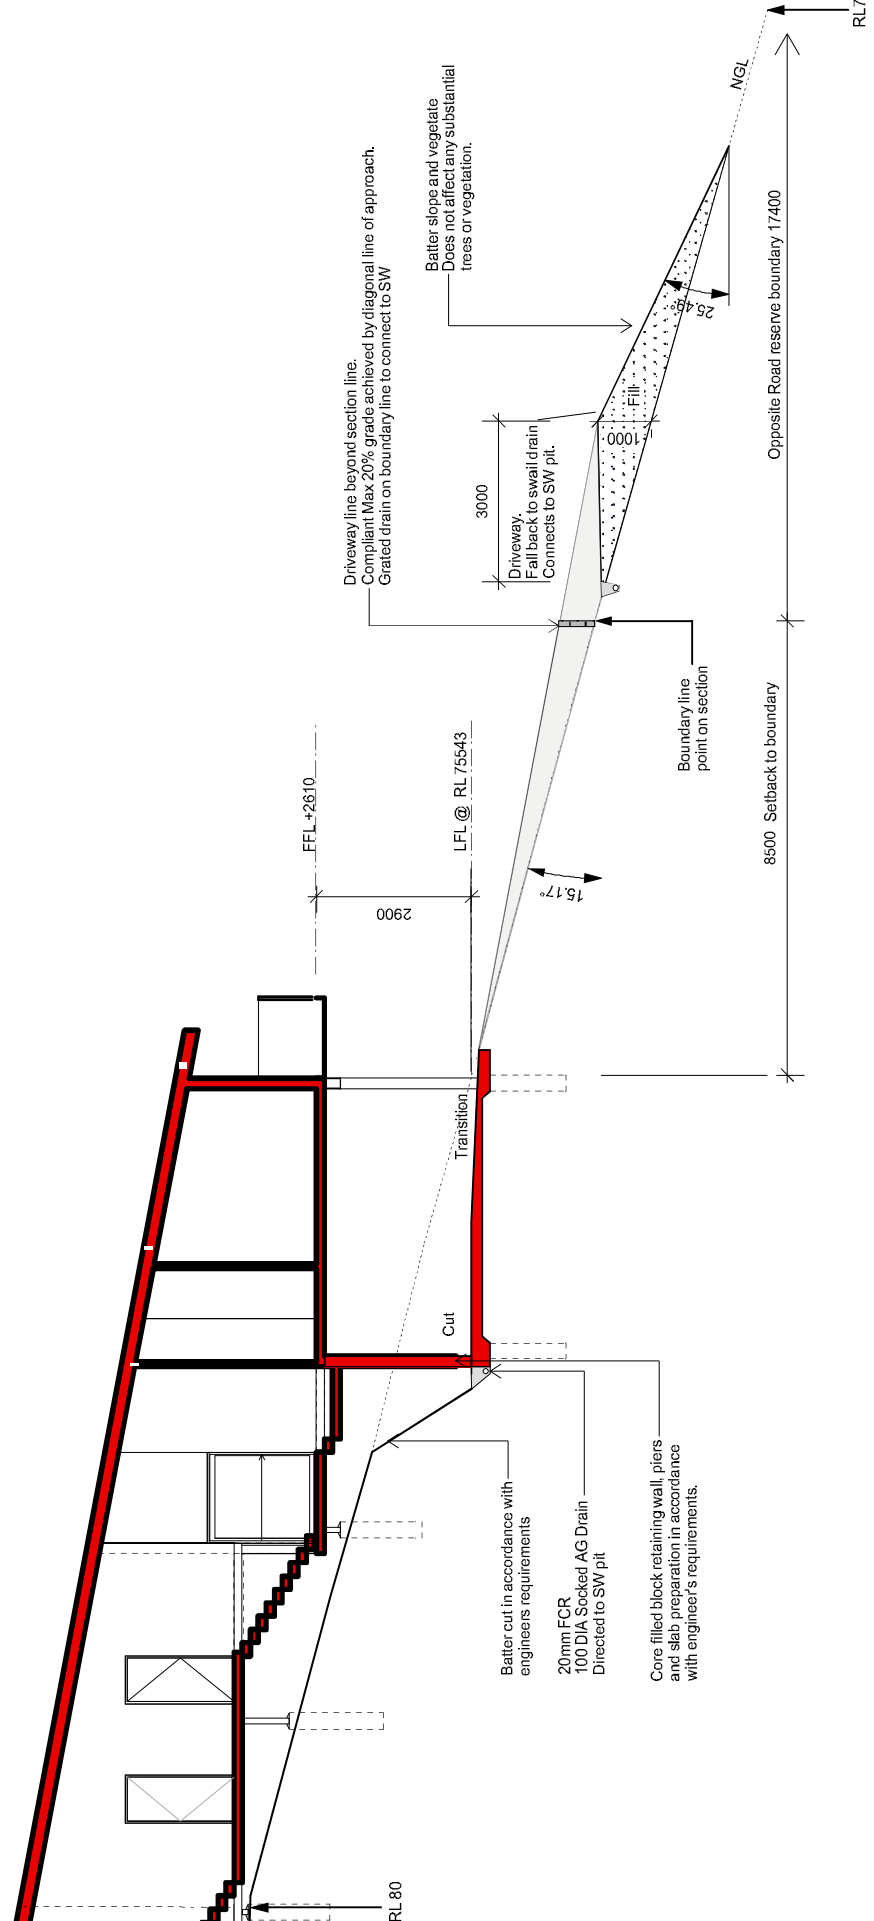 RL 80
Batter cut in accordance with
engineers requirements
20mm FCR
100 DIA Socked AG Drain
Directed to SW pit
Core filled block retaining wall, piers
and slab preparation in accordance
with engineer's requirements.
Cut
Transition
2900
FFL +2610
LFL @ RL 75543
15.17°
8500 Setback to boundary
Boundary line
point on section
Driveway line beyond section line.
Compliant Max 20% grade achieved by diagonal line of approach.
Grated drain on boundary line to connect to SW
3000
Driveway.
Fall back to swail drain
Connects to SW pit.
1000
Fill
Batter slope and vegetate
Does not affect any substantial
trees or vegetation.
25.49°
Opposite Road reserve boundary 17400
NGL
RL7